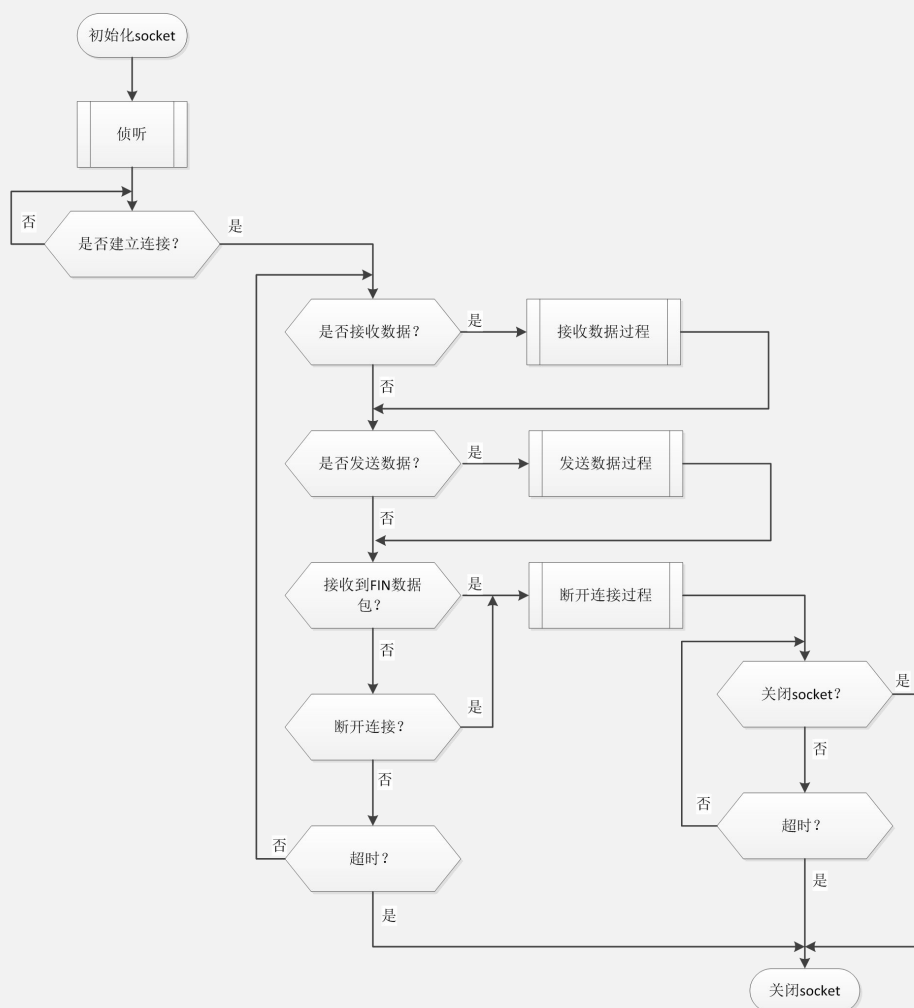 初始化socket
侦听
否
是
是否建立连接？
是否接收数据？
是
接收数据过程
否
是否发送数据？
是
发送数据过程
否
接收到FIN数据
包？
是
断开连接过程
否
关闭socket？
是
断开连接？
是
否
否
否
超时？
否
超时？
是
是
关闭socket